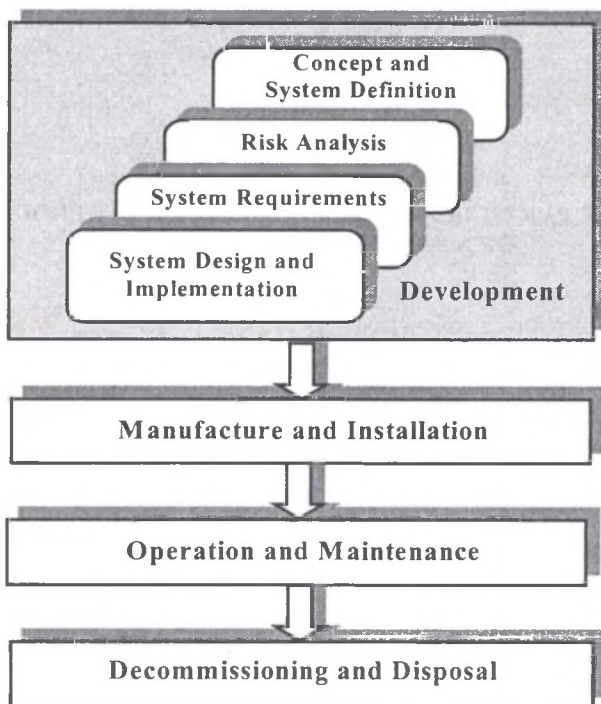 Concept and
System Definition
Risk Analysis
System Requirements
System Design and
Implementation
Development
Manufacture and Installation
Operation and Maintenance
Decommissioning and Disposal